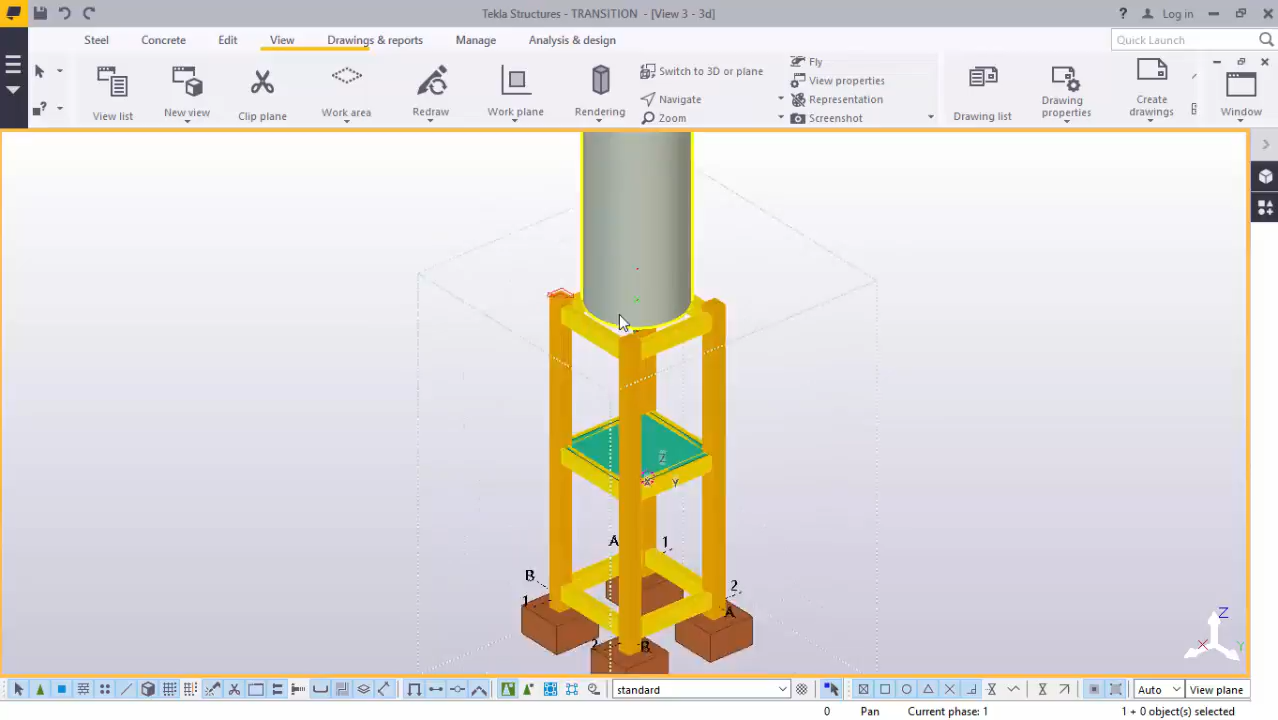 Tekla Structures - TRANSITION - [View 3 - 3d]
? Log in
Steel Concrete Edit View Drawings & reports Manage Analysis & design
Quick Launch
View list
New view
Clip plane
Work area
Redraw
Work plane
Rendering
Switch to 3D or plane
Navigate
Zoom
Fly
View properties
Representation
Screenshot
Drawing list
Drawing properties
Create drawings
Window
Z
X
Y
A
1
B
1
2
A
2
B
Z
X
Y
standard
Auto
View plane
0
Pan
Current phase: 1
1 + 0 object(s) selected